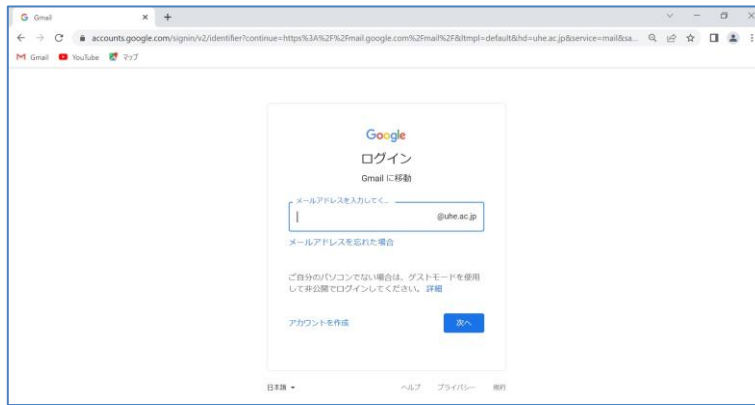 Gmail
accounts.google.com/signin/v2/identifier?continue=https%3A%2F%2Fmail.google.com%2Fmail%2F&ltmpl=default&hd=uhe.ac.jp&service=mail&sa...
Gmail YouTube マップ
Google
ログイン
Gmail に移動
メールアドレスを入力してく...
@uhe.ac.jp
メールアドレスを忘れた場合
ご自分のパソコンでない場合は、ゲストモードを使用
して非公開でログインしてください。 詳細
アカウントを作成 次へ
日本語 ヘルプ プライバシー 規約